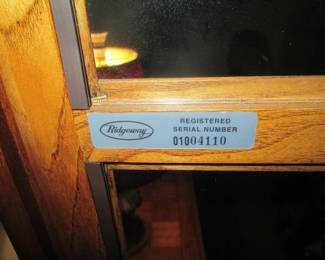 Ridgeway
REGISTERED
SERIAL NUMBER
01004110